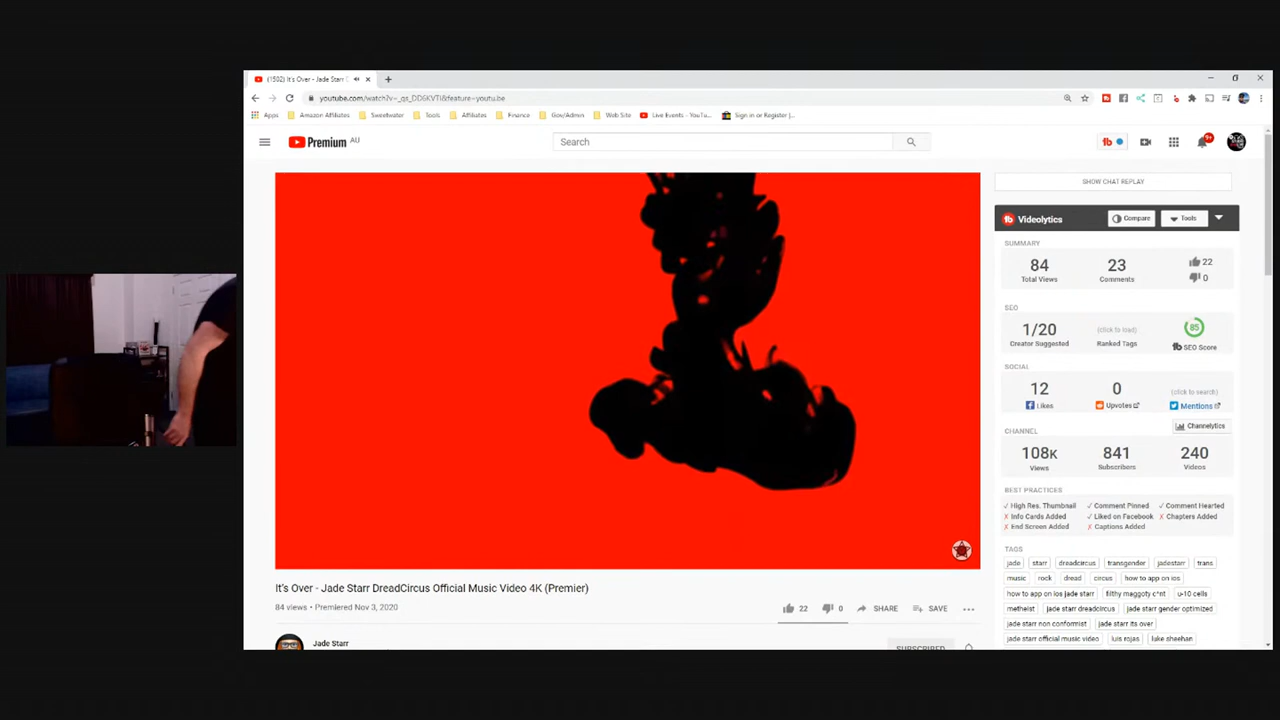 (1502) It's Over - Jade Starr
youtube.com/watch?v=_qs_DD6KVTI&feature=youtu.be
Apps Amazon Affiliates Sweetwater Tools Affiliates Finance Gov/Admin Web Site Live Events - YouTu... Sign in or Register |...
Premium AU
Search
tb
9+
SHOW CHAT REPLAY
tb Videolytics Compare Tools
SUMMARY
84 23 22
Total Views Comments 0
SEO
1/20 (click to load) 85
Creator Suggested Ranked Tags tb SEO Score
SOCIAL
12 0 (click to search)
Likes Upvotes Mentions
CHANNEL Channelytics
108K 841 240
Views Subscribers Videos
BEST PRACTICES
✓ High Res. Thumbnail ✓ Comment Pinned ✓ Comment Hearted
✗ Info Cards Added ✓ Liked on Facebook ✗ Chapters Added
✗ End Screen Added ✗ Captions Added
TAGS
jade starr dreadcircus transgender jadestarr trans
music rock dread circus how to app on ios
how to app on ios jade starr filthy maggoty c*nt u-10 cells
metheist jade starr dreadcircus jade starr gender optimized
jade starr non conformist jade starr its over
jade starr official music video luis rojas luke sheehan
It's Over - Jade Starr DreadCircus Official Music Video 4K (Premier)
84 views • Premiered Nov 3, 2020
22 0 SHARE SAVE
Jade Starr
SUBSCRIBED